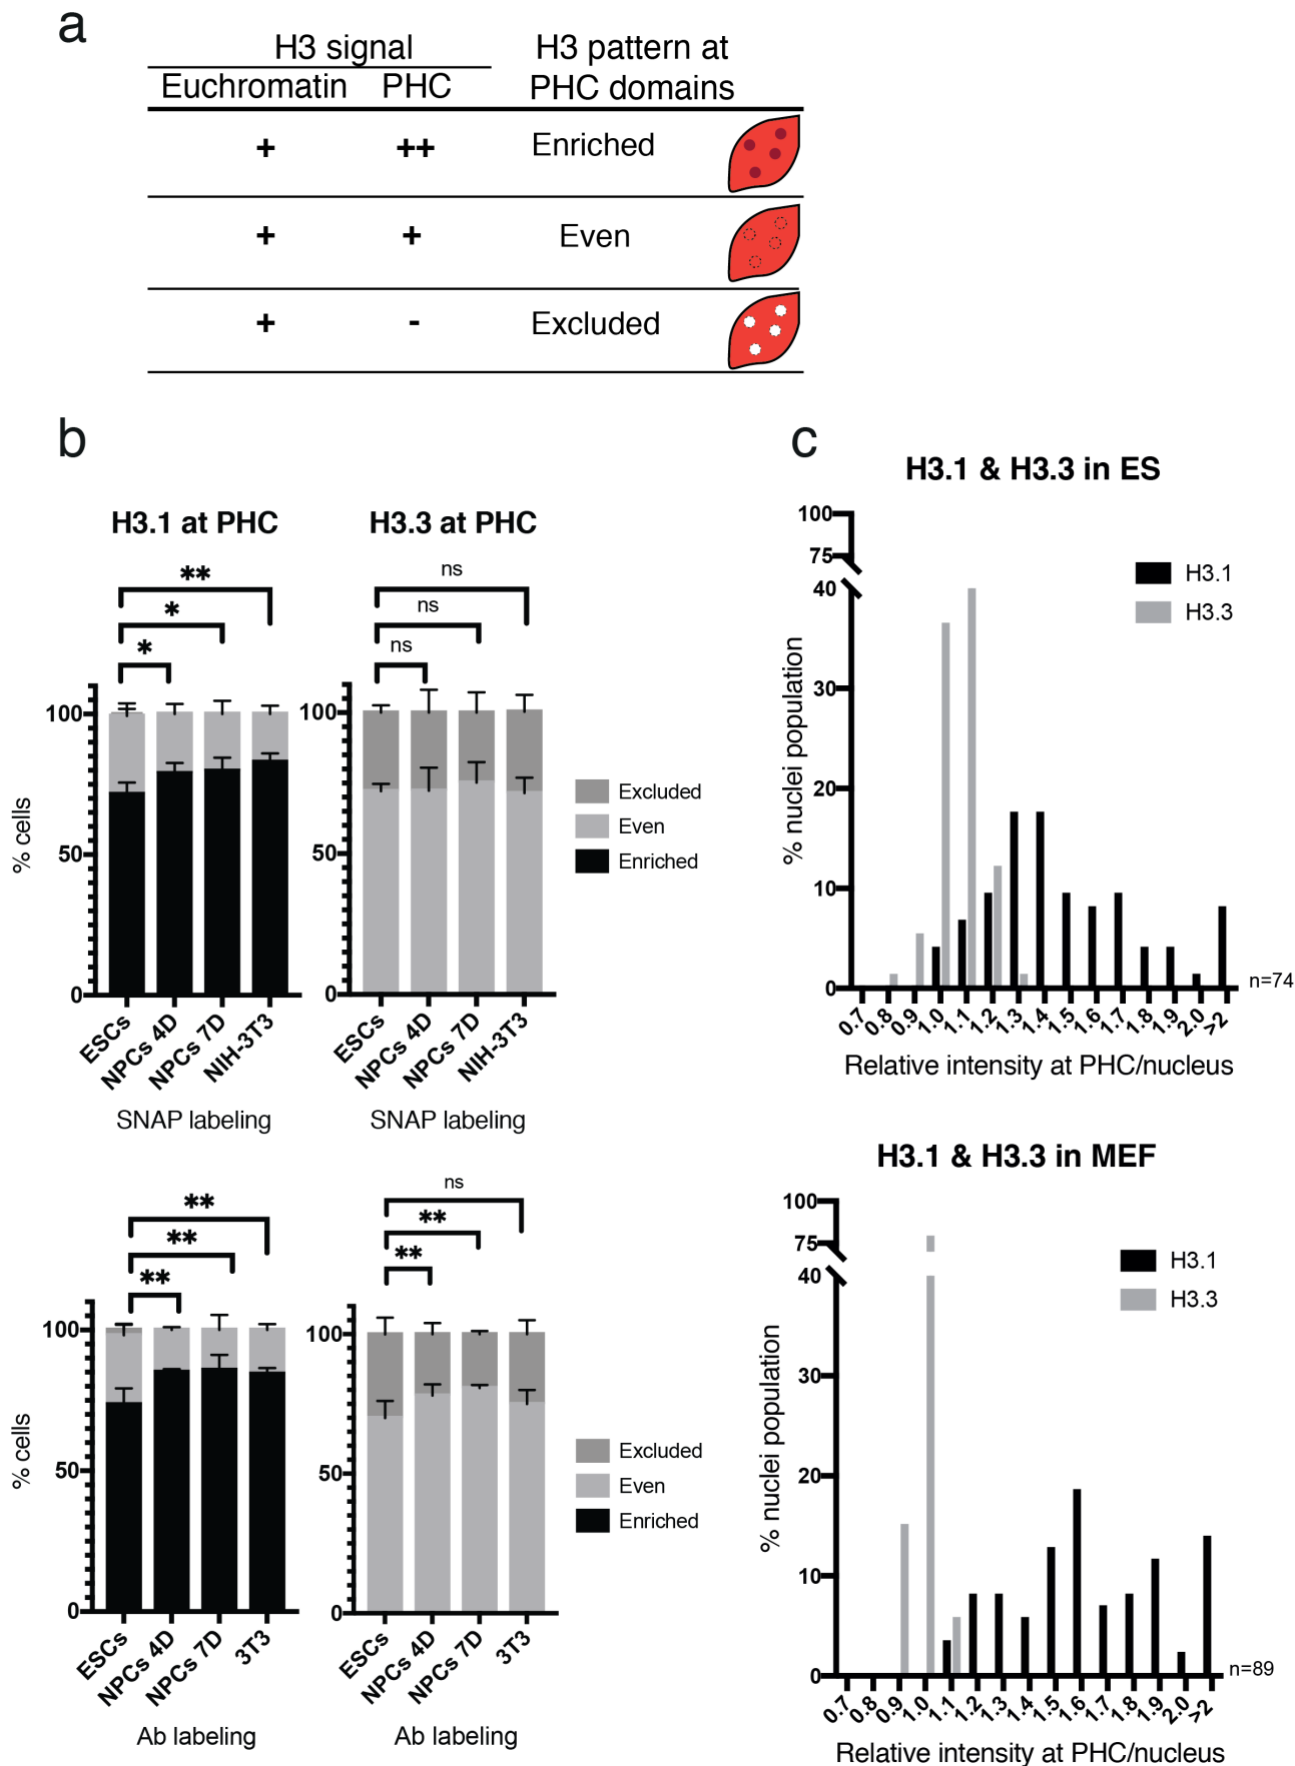 a
H3 signal
H3 pattern at
PHC domains
Euchromatin PHC
+ ++ Enriched
+ + Even
+ - Excluded
b
H3.1 at PHC
**
*
*
100
50
0
% cells
ESCs
NPCs 4D
NPCs 7D
NIH-3T3
SNAP labeling
H3.3 at PHC
ns
ns
ns
100
50
0
ESCs
NPCs 4D
NPCs 7D
NIH-3T3
SNAP labeling
Excluded
Even
Enriched
**
**
**
100
50
0
% cells
ESCs
NPCs 4D
NPCs 7D
3T3
Ab labeling
ns
**
**
100
50
0
ESCs
NPCs 4D
NPCs 7D
3T3
Ab labeling
Excluded
Even
Enriched
c
H3.1 & H3.3 in ES
100
75
40
30
20
10
0
% nuclei population
H3.1
H3.3
n=74
0.7 0.8 0.9 1.0 1.1 1.2 1.3 1.4 1.5 1.6 1.7 1.8 1.9 2.0 >2
Relative intensity at PHC/nucleus
H3.1 & H3.3 in MEF
100
75
40
30
20
10
0
% nuclei population
H3.1
H3.3
n=89
0.7 0.8 0.9 1.0 1.1 1.2 1.3 1.4 1.5 1.6 1.7 1.8 1.9 2.0 >2
Relative intensity at PHC/nucleus